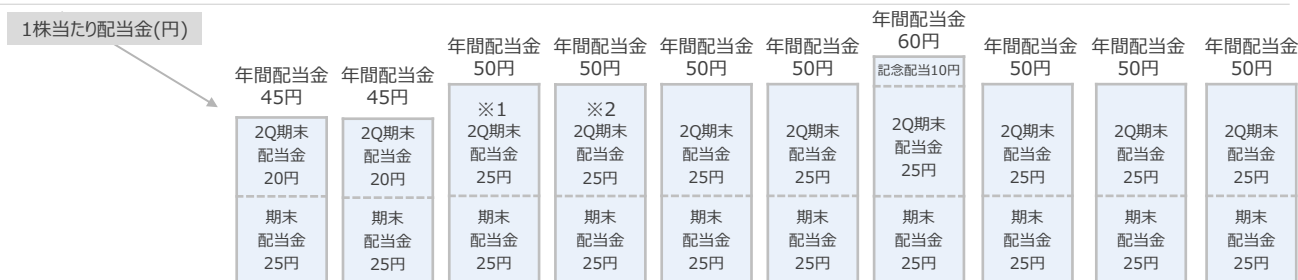 1株当たり配当金(円)
年間配当金
45円
2Q期末
配当金
20円
期末
配当金
25円
年間配当金
45円
2Q期末
配当金
20円
期末
配当金
25円
年間配当金
50円
※1
2Q期末
配当金
25円
期末
配当金
25円
年間配当金
50円
※2
2Q期末
配当金
25円
期末
配当金
25円
年間配当金
50円
2Q期末
配当金
25円
期末
配当金
25円
年間配当金
50円
2Q期末
配当金
25円
期末
配当金
25円
年間配当金
60円
記念配当10円
2Q期末
配当金
25円
期末
配当金
25円
年間配当金
50円
2Q期末
配当金
25円
期末
配当金
25円
年間配当金
50円
2Q期末
配当金
25円
期末
配当金
25円
年間配当金
50円
2Q期末
配当金
25円
期末
配当金
25円